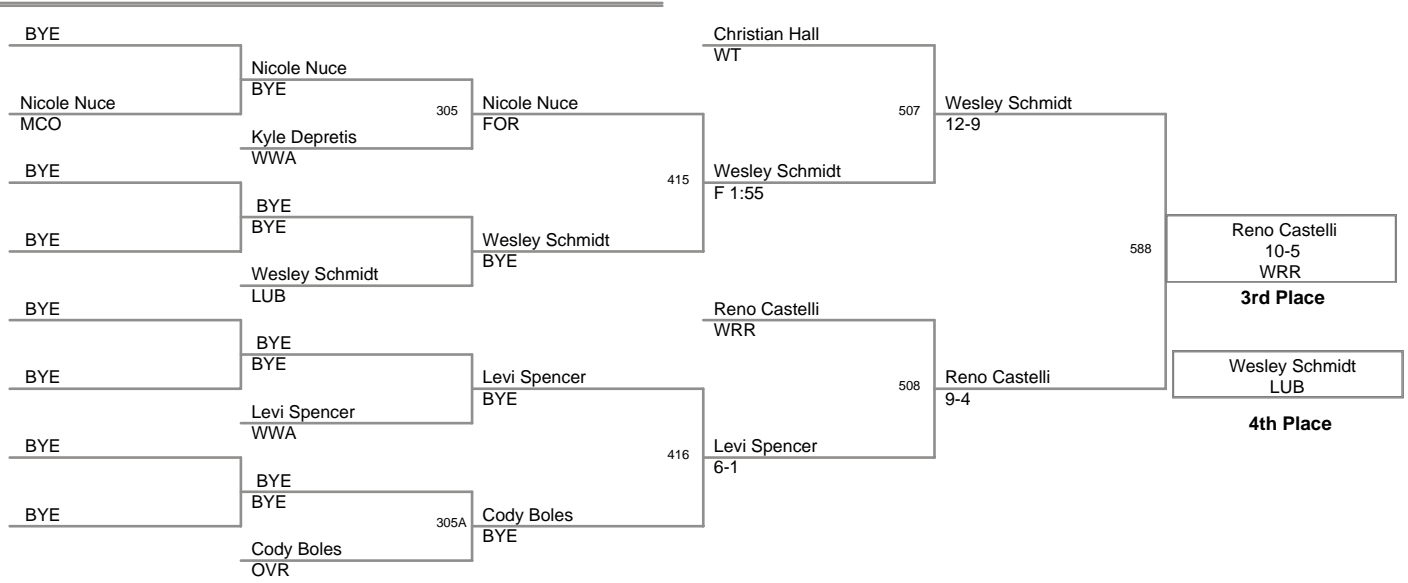 BYE
Nicole Nuce
MCO
BYE
BYE
BYE
BYE
BYE
BYE
Nicole Nuce
BYE
Kyle Depretis
WWA
BYE
BYE
Wesley Schmidt
LUB
BYE
BYE
Levi Spencer
WWA
BYE
BYE
Cody Boles
OVR
305
305A
Nicole Nuce
FOR
Wesley Schmidt
BYE
Levi Spencer
BYE
Cody Boles
BYE
415
416
Christian Hall
WT
Wesley Schmidt
F 1:55
Reno Castelli
WRR
Levi Spencer
6-1
507
508
Wesley Schmidt
12-9
Reno Castelli
9-4
588
Reno Castelli
10-5
WRR
3rd Place
Wesley Schmidt
LUB
4th Place